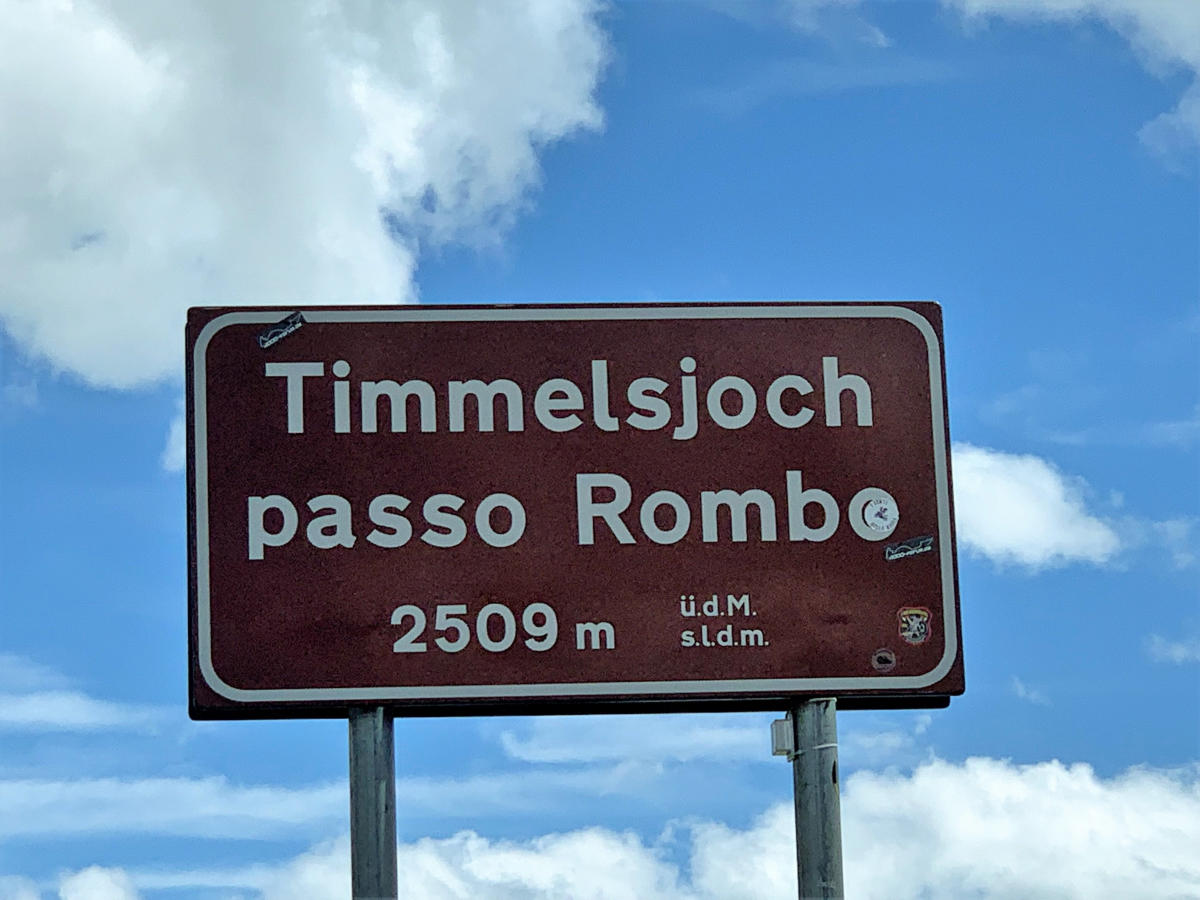 Timmelsjoch
passo Rombo
2509 m
ü.d.M.
s.l.d.m.